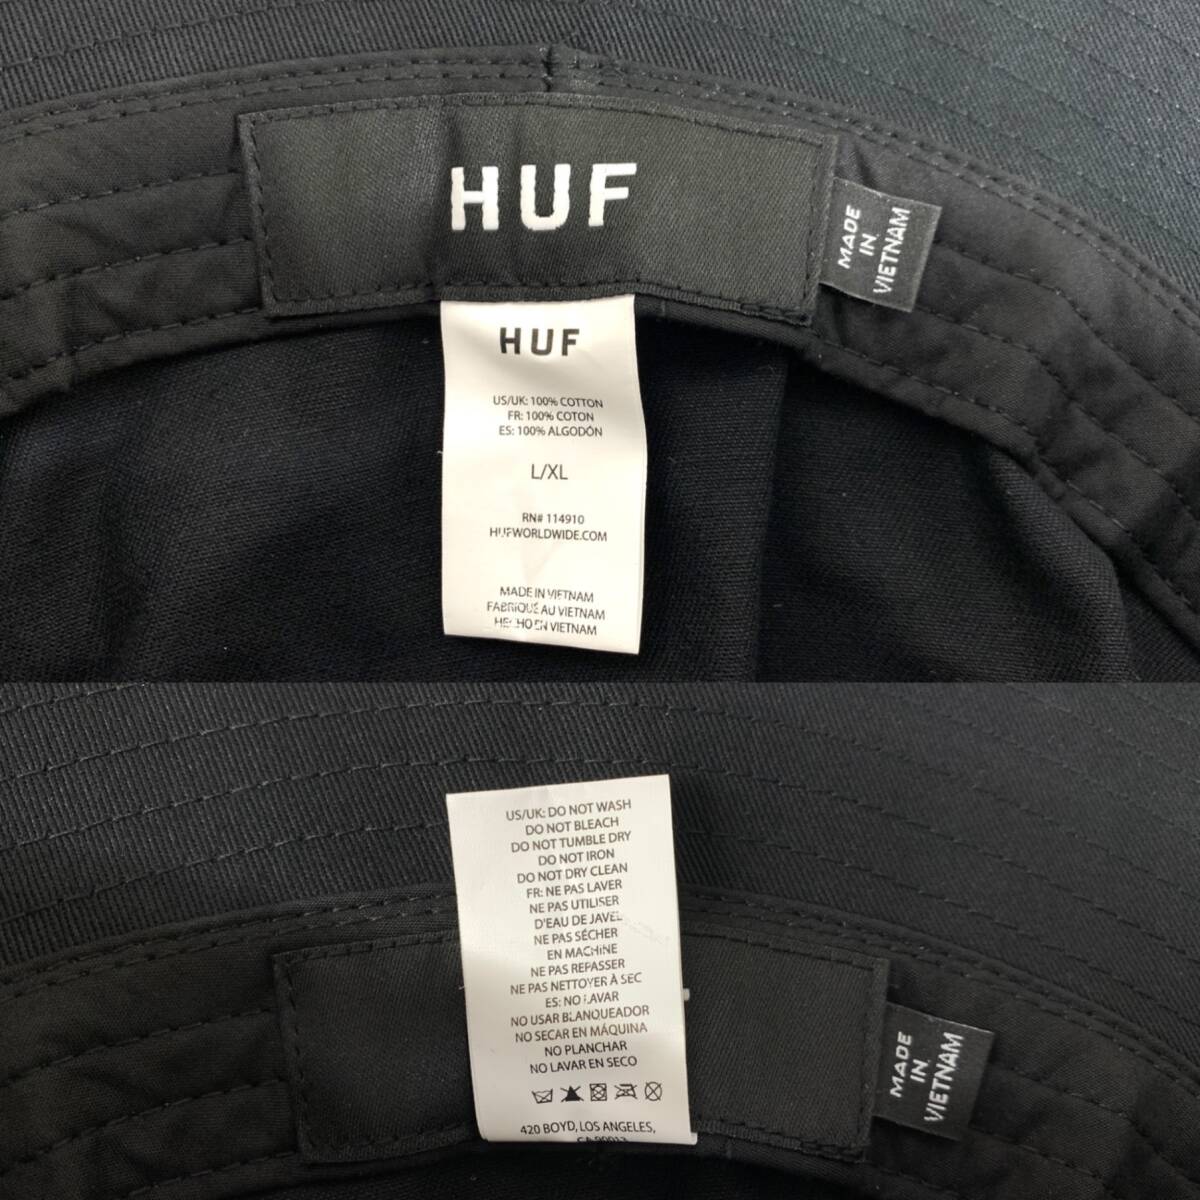 HUF
MADE
IN
VIETNAM
HUF
US/UK: 100% COTTON
FR: 100% COTON
ES: 100% ALGODÓN
L/XL
RN# 114910
HUFWORLDWIDE.COM
MADE IN VIETNAM
FABRIQUÉ AU VIETNAM
HECHO EN VIETNAM
US/UK: DO NOT WASH
DO NOT BLEACH
DO NOT TUMBLE DRY
DO NOT IRON
DO NOT DRY CLEAN
FR: NE PAS LAVER
NE PAS UTILISER
D'EAU DE JAVEL
NE PAS SÉCHER
EN MACHINE
NE PAS REPASSER
NE PAS NETTOYER À SEC
ES: NO LAVAR
NO USAR BLANQUEADOR
NO SECAR EN MÁQUINA
NO PLANCHAR
NO LAVAR EN SECO
420 BOYD, LOS ANGELES,
CA 90013
MADE
IN
VIETNAM